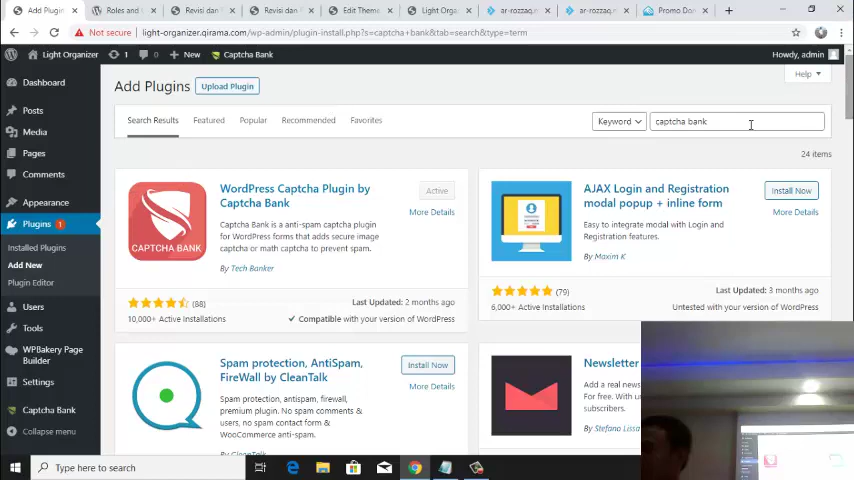 Add Plugin
Roles and C
Revisi dan F
Revisi dan F
Edit Theme
Light Organ
ar-rozzaq.n
ar-rozzaq.n
Promo Dom
Not secure
light-organizer.qirama.com/wp-admin/plugin-install.php?s=captcha+bank&tab=search&type=term
Light Organizer
1
0
New
Captcha Bank
Howdy, admin
Dashboard
Posts
Media
Pages
Comments
Appearance
Plugins 1
Installed Plugins
Add New
Plugin Editor
Users
Tools
WPBakery Page
Builder
Settings
Captcha Bank
Collapse menu
Help
Add Plugins
Upload Plugin
Search Results
Featured
Popular
Recommended
Favorites
Keyword
captcha bank
24 items
CAPTCHA BANK
WordPress Captcha Plugin by
Captcha Bank
Active
More Details
Captcha Bank is a anti-spam captcha plugin
for WordPress forms that adds secure image
captcha or math captcha to prevent spam.
By Tech Banker
(88)
Last Updated: 2 months ago
10,000+ Active Installations
Compatible with your version of WordPress
AJAX Login and Registration
modal popup + inline form
Install Now
More Details
Easy to integrate modal with Login and
Registration features.
By Maxim K
(79)
Last Updated: 3 months ago
6,000+ Active Installations
Untested with your version of WordPress
Spam protection, AntiSpam,
FireWall by CleanTalk
Install Now
More Details
Spam protection, antispam, firewall,
premium plugin. No spam comments &
users, no spam contact form &
WooCommerce anti-spam.
By CleanTalk
Newsletter
Add a real news
For free. With un
subscribers.
By Stefano Lissa
Type here to search